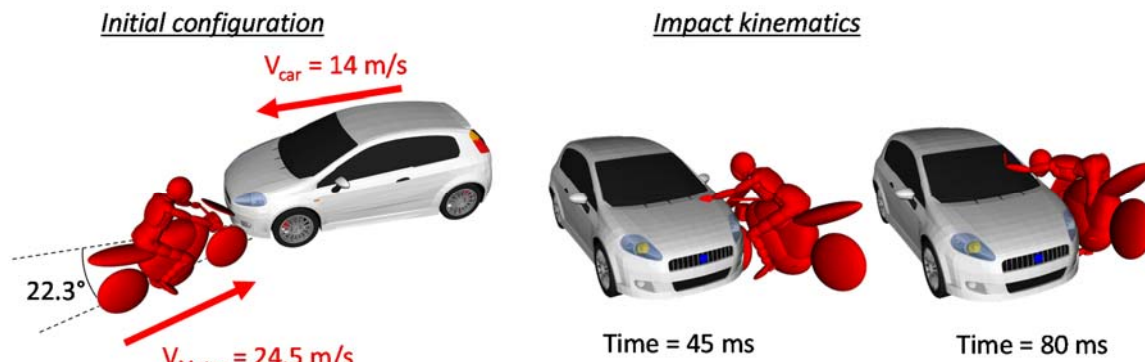 Initial configuration
V_car = 14 m/s
22.3°
= 24.5 m/s
Impact kinematics
Time = 45 ms
Time = 80 ms